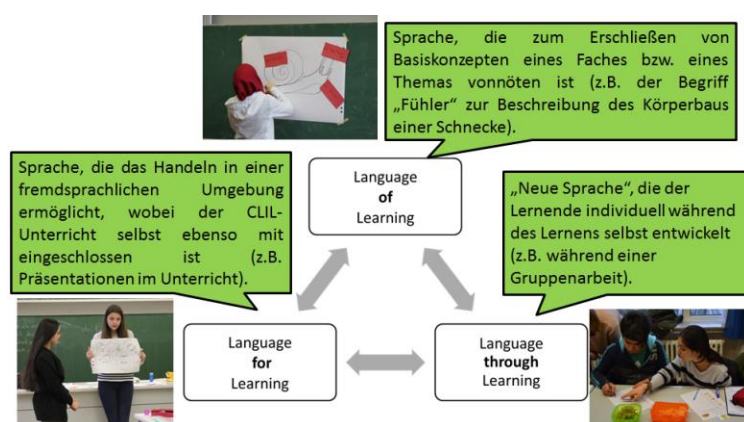 Sprache, die zum Erschließen von
Basiskonzepten eines Faches bzw. eines
Themas vonnöten ist (z.B. der Begriff
„Fühler“ zur Beschreibung des Körperbaus
einer Schnecke).
Sprache, die das Handeln in einer
fremdsprachlichen Umgebung
ermöglicht, wobei der CLIL-
Unterricht selbst ebenso mit
eingeschlossen ist (z.B.
Präsentationen im Unterricht).
Language
of
Learning
„Neue Sprache“, die der
Lernende individuell während
des Lernens selbst entwickelt
(z.B. während einer
Gruppenarbeit).
Language
for
Learning
Language
through
Learning